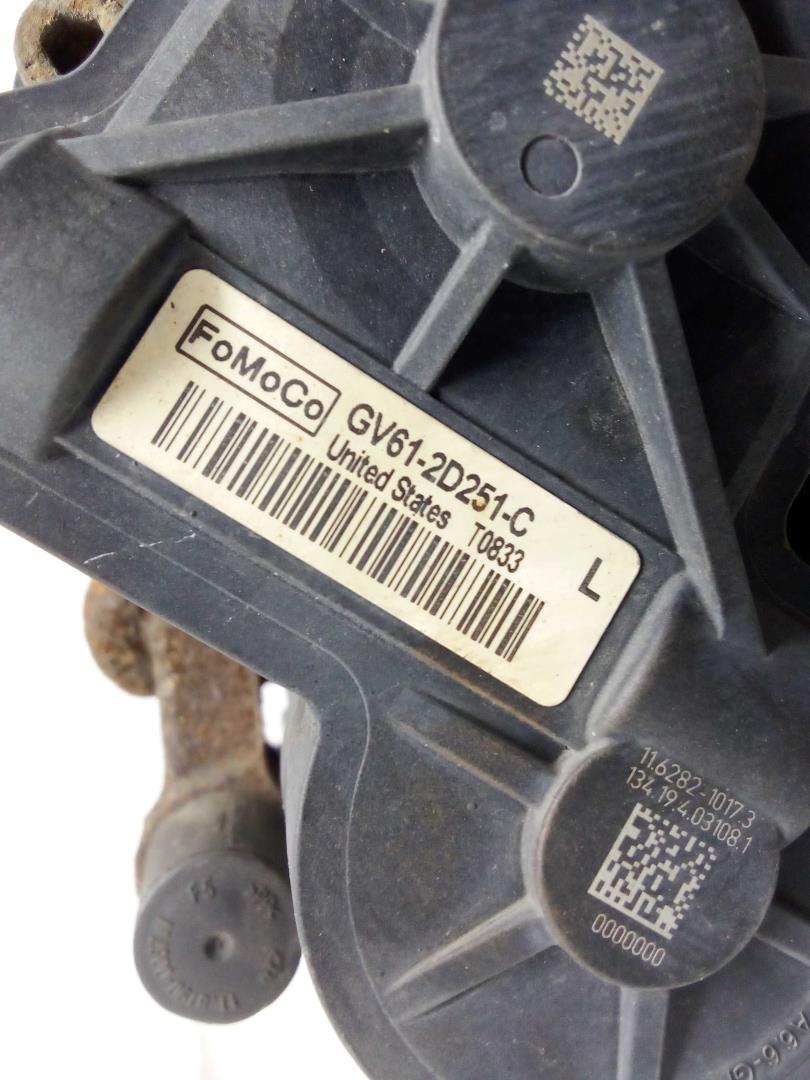 FoMoCo GV61-2D251-C
United States T0833
L
11.6282-1017.3
134.19.4.03108.1
0000000